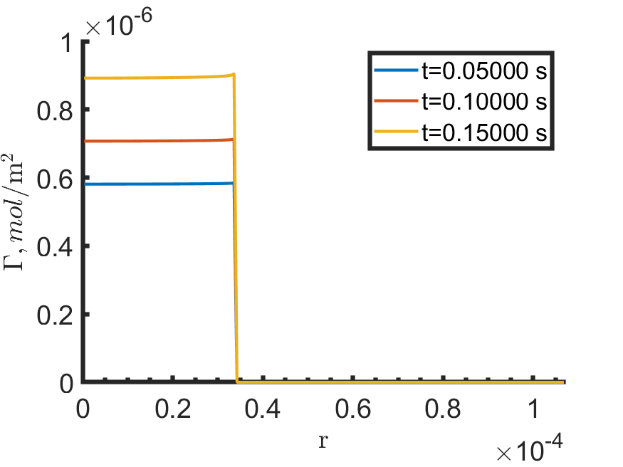 ×10⁻⁶
1
0.8
0.6
0.4
0.2
0
Γ, mol/m²
t=0.05000 s
t=0.10000 s
t=0.15000 s
0 0.2 0.4 0.6 0.8 1
r
×10⁻⁴